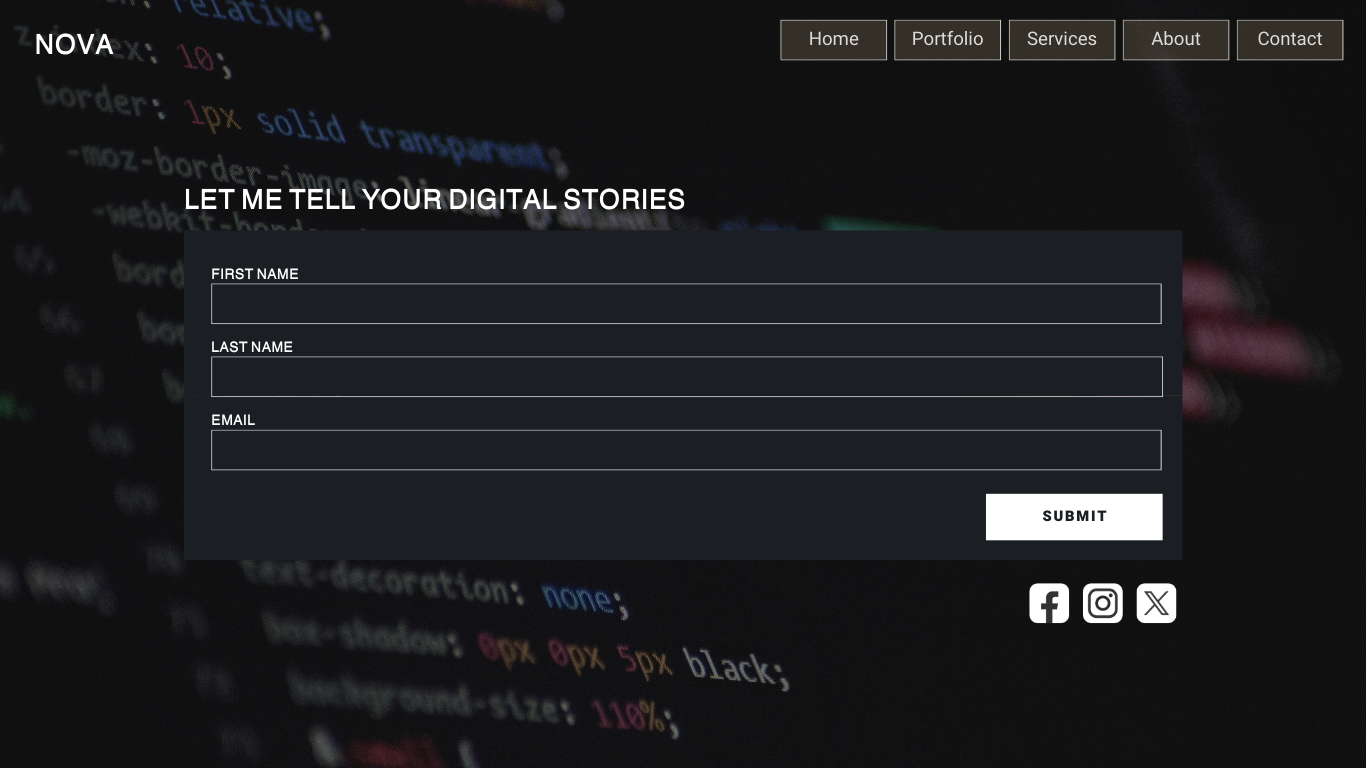 relative;
NOVA
Home
Portfolio
Services
About
Contact
10;
border: 1px solid transparent;
-moz-border-image:
LET ME TELL YOUR DIGITAL STORIES
FIRST NAME
LAST NAME
EMAIL
SUBMIT
text-decoration: none;
box-shadow: 0px 0px 5px black;
background-size: 110%;